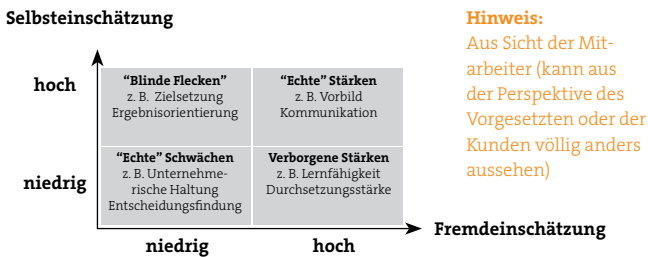 Selbsteinschätzung
hoch
"Blinde Flecken"
z. B. Zielsetzung
Ergebnisorientierung
"Echte" Stärken
z. B. Vorbild
Kommunikation
niedrig
"Echte" Schwächen
z. B. Unternehme-
rische Haltung
Entscheidungsfindung
Verborgene Stärken
z. B. Lernfähigkeit
Durchsetzungsstärke
niedrig
hoch
Fremdeinschätzung
Hinweis:
Aus Sicht der Mit-
arbeiter (kann aus
der Perspektive des
Vorgesetzten oder der
Kunden völlig anders
aussehen)